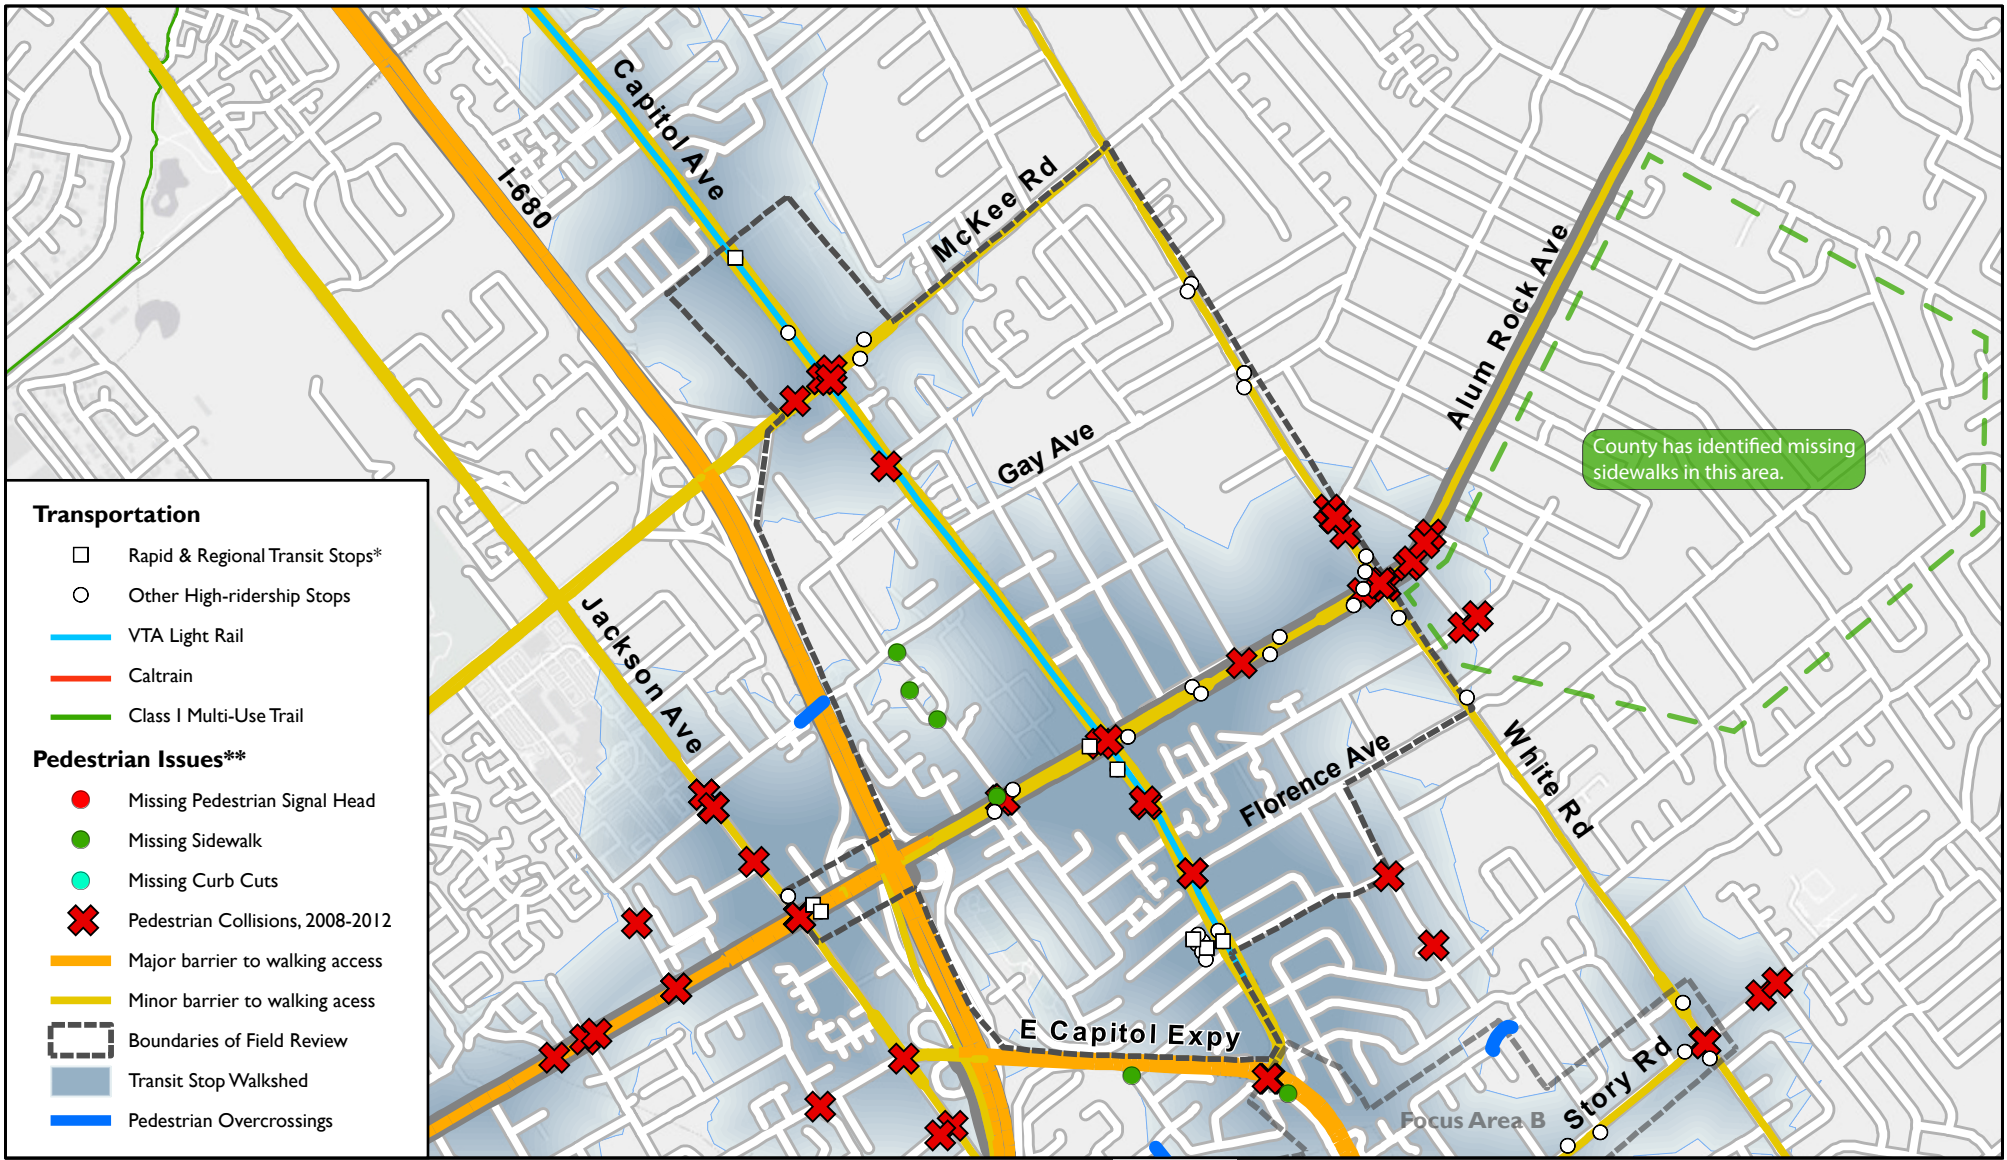 Capitol Ave
I-680
McKee Rd
Alum Rock Ave
Gay Ave
County has identified missing
sidewalks in this area.
Jackson Ave
Florence Ave
White Rd
E Capitol Expy
Story Rd
Focus Area B
Transportation
Rapid & Regional Transit Stops*
Other High-ridership Stops
VTA Light Rail
Caltrain
Class I Multi-Use Trail
Pedestrian Issues**
Missing Pedestrian Signal Head
Missing Sidewalk
Missing Curb Cuts
Pedestrian Collisions, 2008-2012
Major barrier to walking access
Minor barrier to walking acess
Boundaries of Field Review
Transit Stop Walkshed
Pedestrian Overcrossings